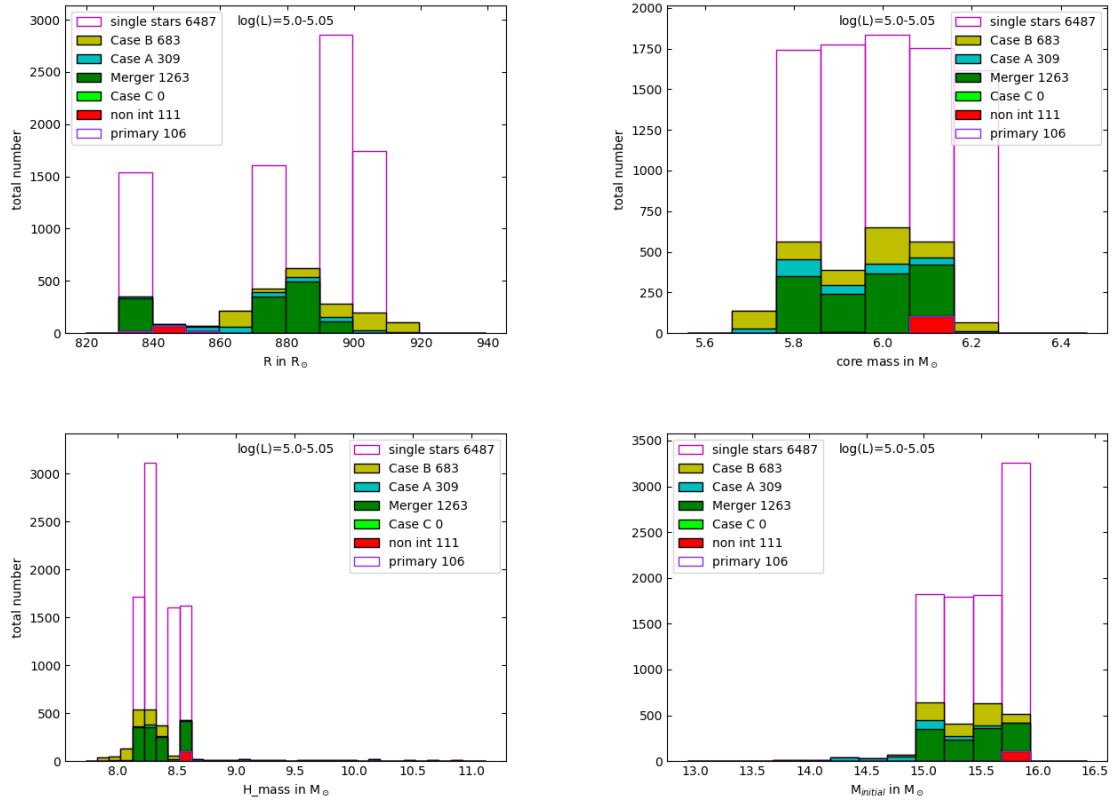 log(L)=5.0-5.05
single stars 6487
Case B 683
Case A 309
Merger 1263
Case C 0
non int 111
primary 106
3000
2500
2000
1500
1000
500
0
total number
820 840 860 880 900 920 940
R in R☉
log(L)=5.0-5.05
single stars 6487
Case B 683
Case A 309
Merger 1263
Case C 0
non int 111
primary 106
2000
1750
1500
1250
1000
750
500
250
0
total number
5.6 5.8 6.0 6.2 6.4
core mass in M☉
log(L)=5.0-5.05
single stars 6487
Case B 683
Case A 309
Merger 1263
Case C 0
non int 111
primary 106
3000
2500
2000
1500
1000
500
0
total number
8.0 8.5 9.0 9.5 10.0 10.5 11.0
H_mass in M☉
log(L)=5.0-5.05
single stars 6487
Case B 683
Case A 309
Merger 1263
Case C 0
non int 111
primary 106
3500
3000
2500
2000
1500
1000
500
0
total number
13.0 13.5 14.0 14.5 15.0 15.5 16.0 16.5
Minitial in M☉